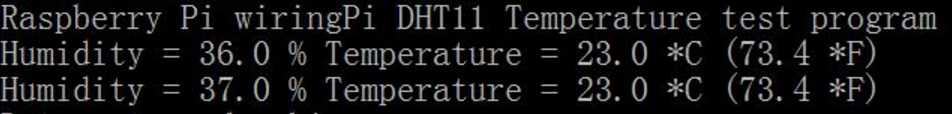 Raspberry Pi wiringPi DHT11 Temperature test program
Humidity = 36.0 % Temperature = 23.0 *C (73.4 *F)
Humidity = 37.0 % Temperature = 23.0 *C (73.4 *F)